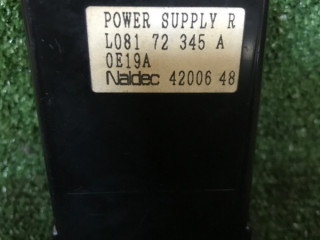 POWER SUPPLY R
L081 72 345 A
0E19A
Naldec 42006 48